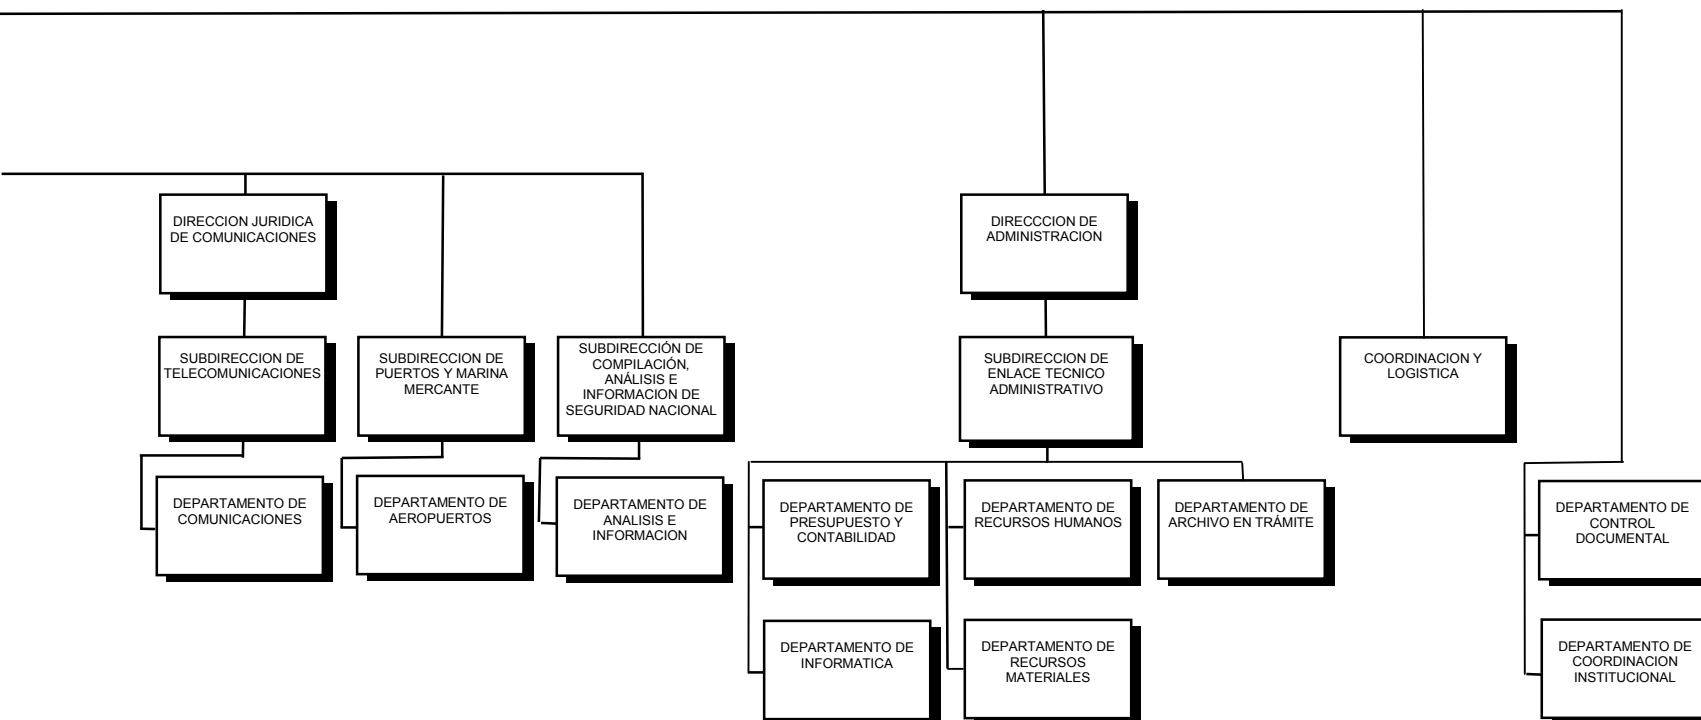 DIRECCION JURIDICA
DE COMUNICACIONES
DIRECCCION DE
ADMINISTRACION
SUBDIRECCION DE
TELECOMUNICACIONES
SUBDIRECCION DE
PUERTOS Y MARINA
MERCANTE
SUBDIRECCIÓN DE
COMPILACIÓN,
ANÁLISIS E
INFORMACION DE
SEGURIDAD NACIONAL
SUBDIRECCION DE
ENLACE TECNICO
ADMINISTRATIVO
COORDINACION Y
LOGISTICA
DEPARTAMENTO DE
COMUNICACIONES
DEPARTAMENTO DE
AEROPUERTOS
DEPARTAMENTO DE
ANALISIS E
INFORMACION
DEPARTAMENTO DE
PRESUPUESTO Y
CONTABILIDAD
DEPARTAMENTO DE
RECURSOS HUMANOS
DEPARTAMENTO DE
ARCHIVO EN TRÁMITE
DEPARTAMENTO DE
CONTROL
DOCUMENTAL
DEPARTAMENTO DE
INFORMATICA
DEPARTAMENTO DE
RECURSOS
MATERIALES
DEPARTAMENTO DE
COORDINACION
INSTITUCIONAL